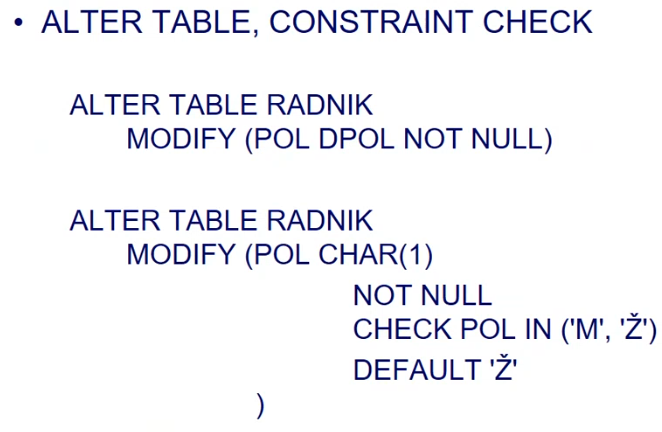 • ALTER TABLE, CONSTRAINT CHECK
ALTER TABLE RADNIK
MODIFY (POL DPOL NOT NULL)
ALTER TABLE RADNIK
MODIFY (POL CHAR(1)
NOT NULL
CHECK POL IN ('M', 'Ž')
DEFAULT 'Ž'
)